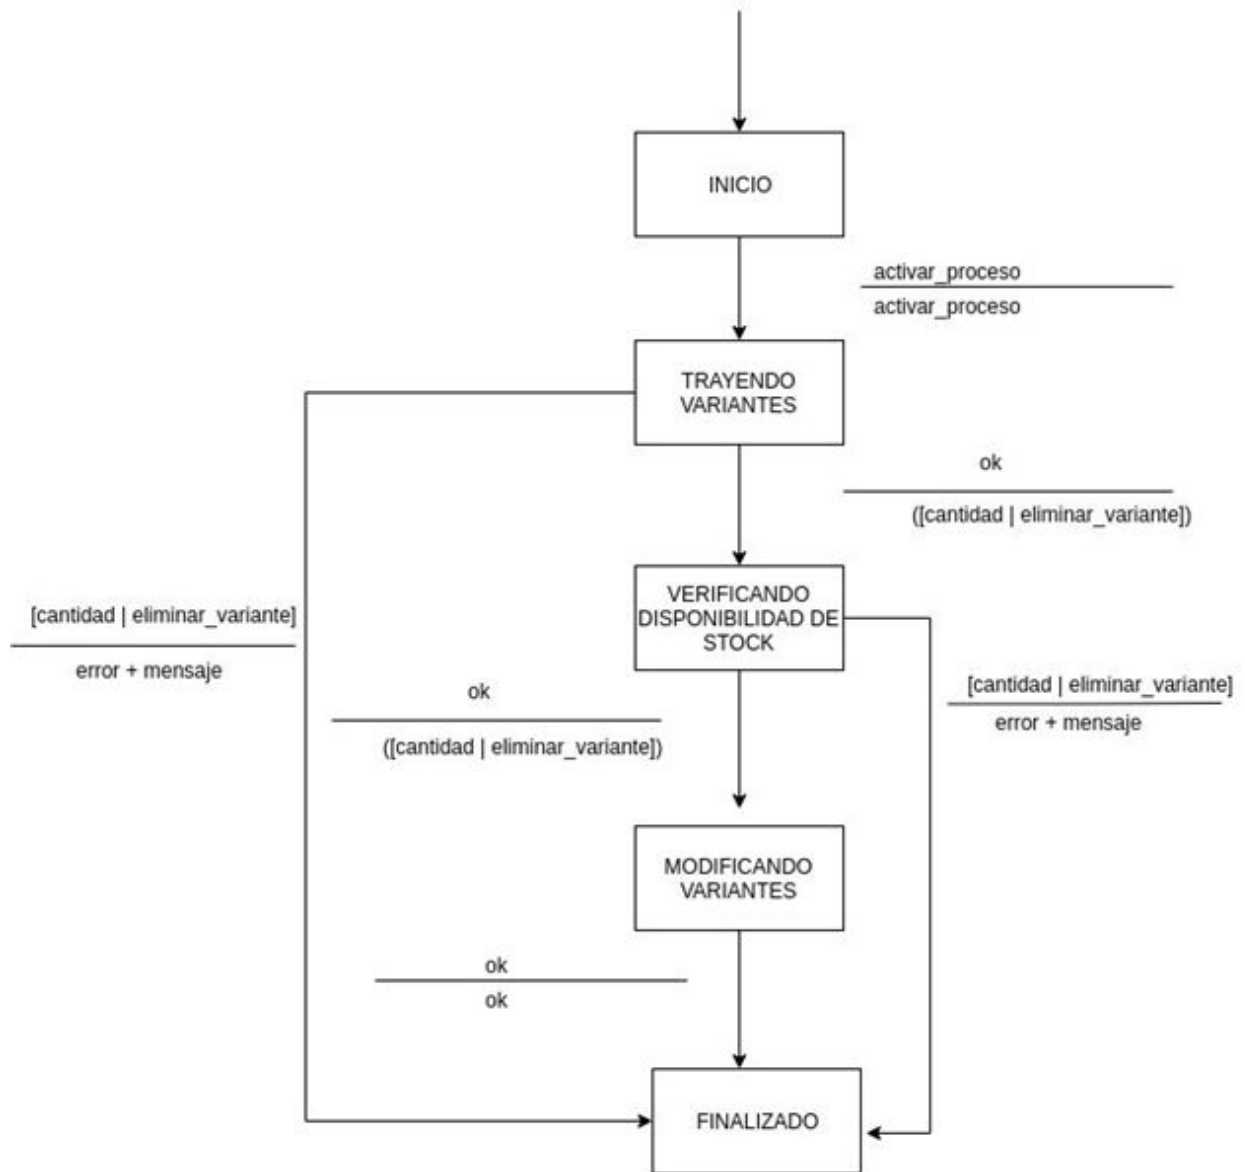 INICIO
activar_proceso
activar_proceso
TRAYENDO
VARIANTES
ok
([cantidad | eliminar_variante])
VERIFICANDO
DISPONIBILIDAD DE
STOCK
[cantidad | eliminar_variante]
error + mensaje
ok
([cantidad | eliminar_variante])
[cantidad | eliminar_variante]
error + mensaje
MODIFICANDO
VARIANTES
ok
ok
FINALIZADO